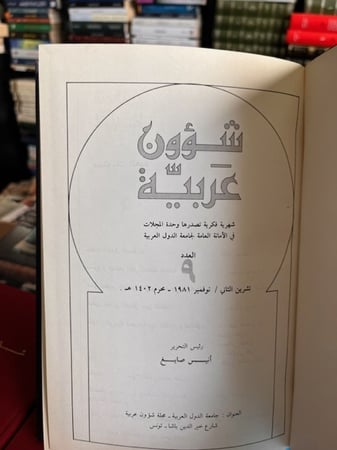 شؤون
عربيّة
شهرية فكرية تصدرها وحدة المجلات
في الأمانة العامة لجامعة الدول العربية
العدد
٩
تشرين الثاني / نوفمبر ١٩٨١ - محرم ١٤٠٢ هـ.
رئيس التحرير
أنيس صايغ
العنوان: جامعة الدول العربية - مجلة شؤون عربية
شارع خير الدين باشا - تونس